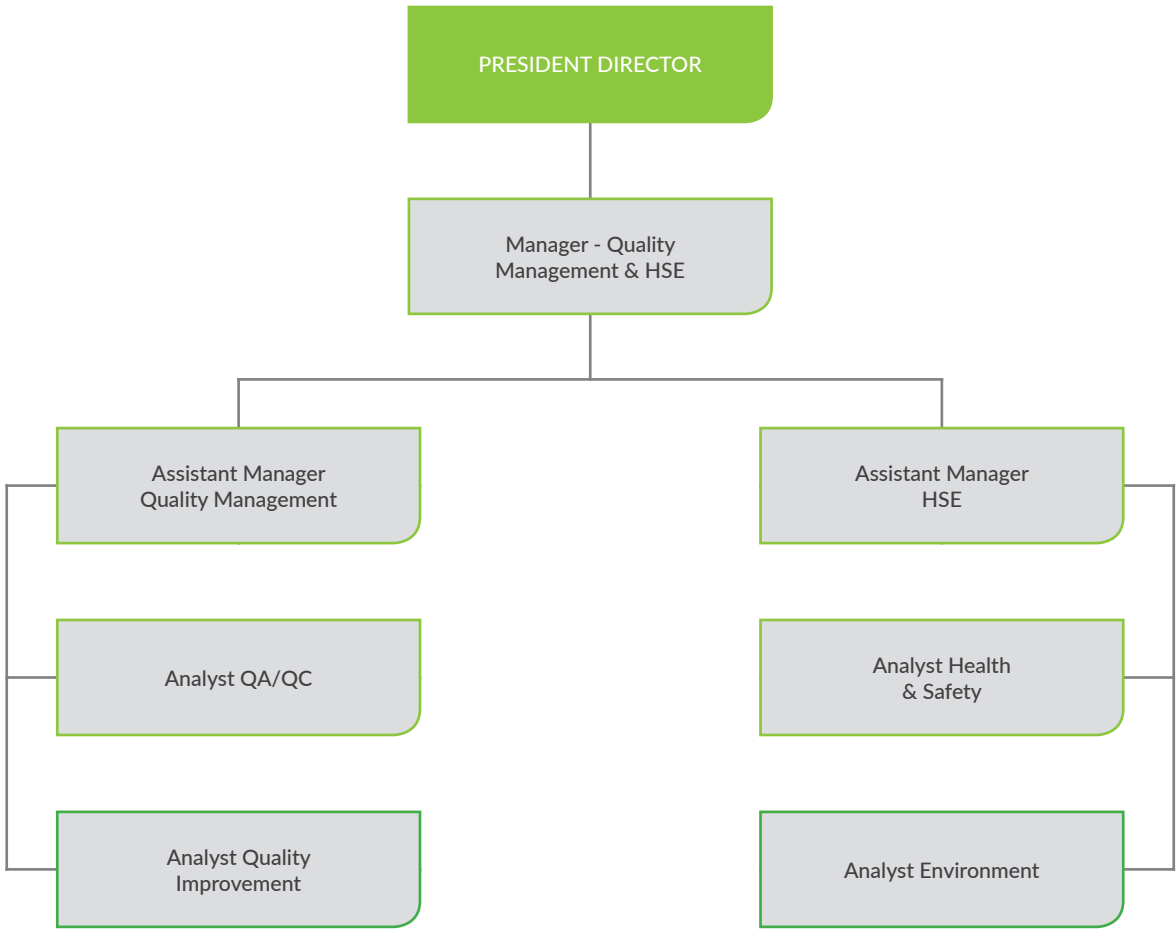 PRESIDENT DIRECTOR
Manager - Quality
Management & HSE
Assistant Manager
Quality Management
Assistant Manager
HSE
Analyst QA/QC
Analyst Health
& Safety
Analyst Quality
Improvement
Analyst Environment